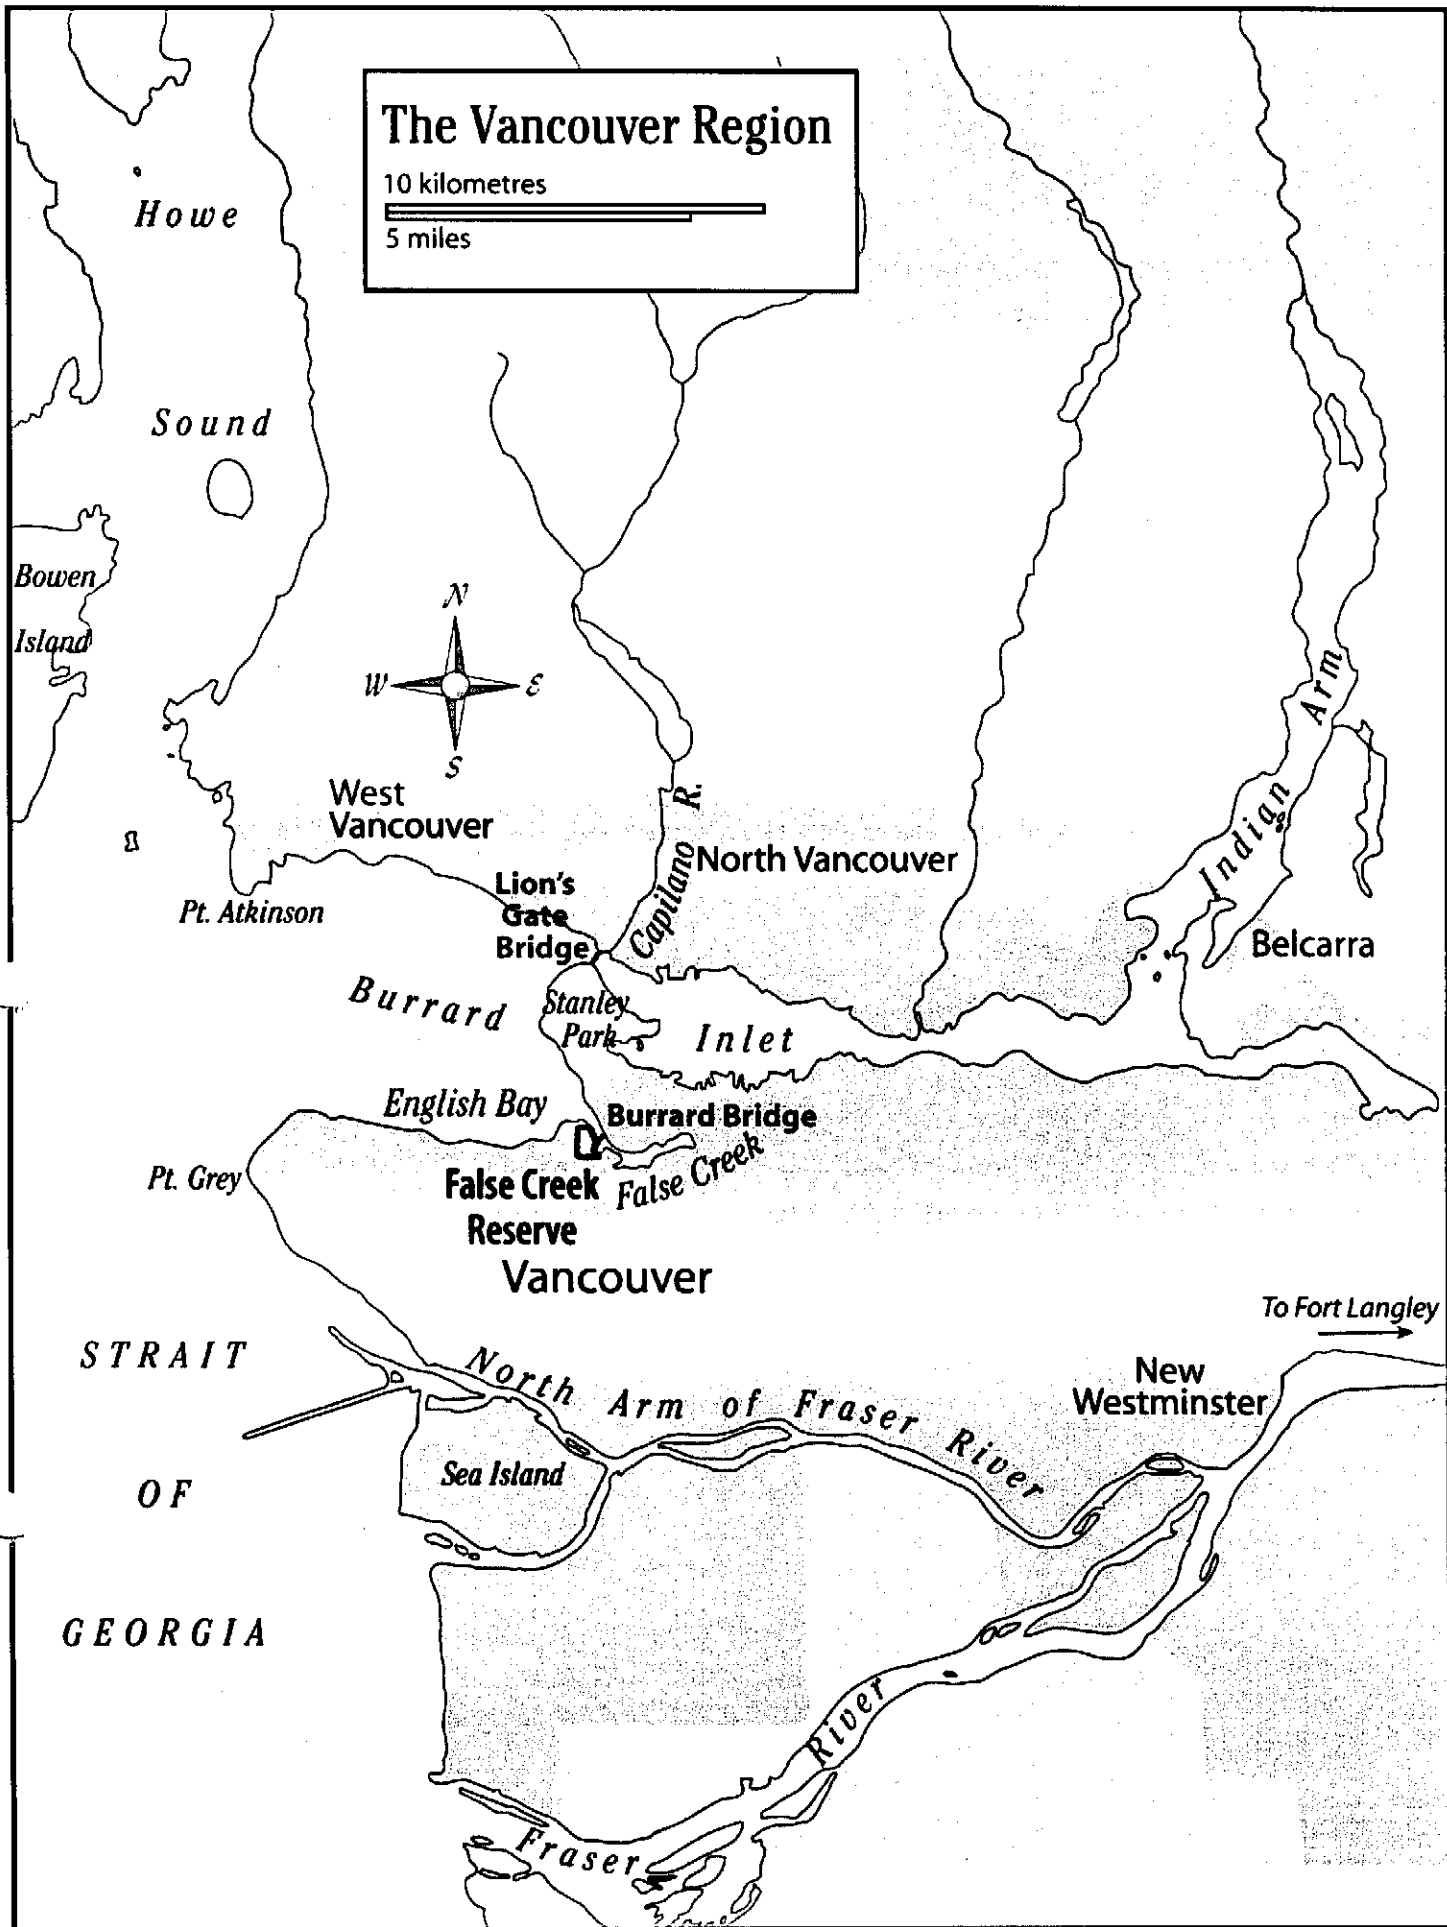 The Vancouver Region
10 kilometres
5 miles
Howe
Sound
Bowen
Island
N
W
E
S
West
Vancouver
Capilano R.
North Vancouver
Indian Arm
Lion's
Gate
Bridge
Pt. Atkinson
Belcarra
Burrard
Stanley
Park
Inlet
English Bay
Burrard Bridge
Pt. Grey
False Creek
Reserve
False Creek
Vancouver
To Fort Langley
STRAIT
OF
GEORGIA
North Arm of Fraser River
New
Westminster
Sea Island
Fraser River